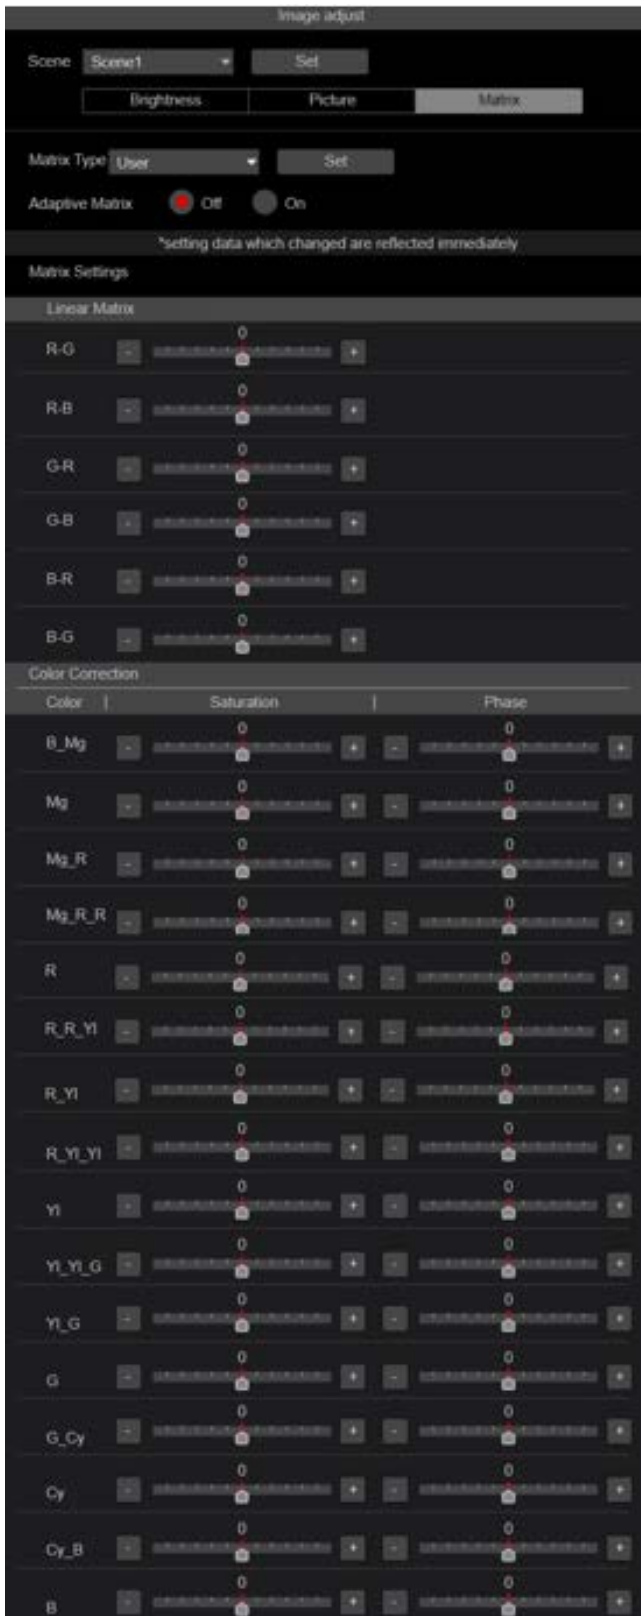 Image adjust
Scene Scene1 Set
Brightness Picture Matrix
Matrix Type User Set
Adaptive Matrix Off On
*setting data which changed are reflected immediately
Matrix Settings
Linear Matrix
0
R-G - +
0
R-B - +
0
G-R - +
0
G-B - +
0
B-R - +
0
B-G - +
Color Correction
Color | Saturation | Phase
0 0
B_Mg - + - +
0 0
Mg - + - +
0 0
Mg_R - + - +
0 0
Mg_R_R - + - +
0 0
R - + - +
0 0
R_R_Yl - + - +
0 0
R_Yl - + - +
0 0
R_Yl_Yl - + - +
0 0
Yl - + - +
0 0
Yl_Yl_G - + - +
0 0
Yl_G - + - +
0 0
G - + - +
0 0
G_Cy - + - +
0 0
Cy - + - +
0 0
Cy_B - + - +
0 0
B - + - +